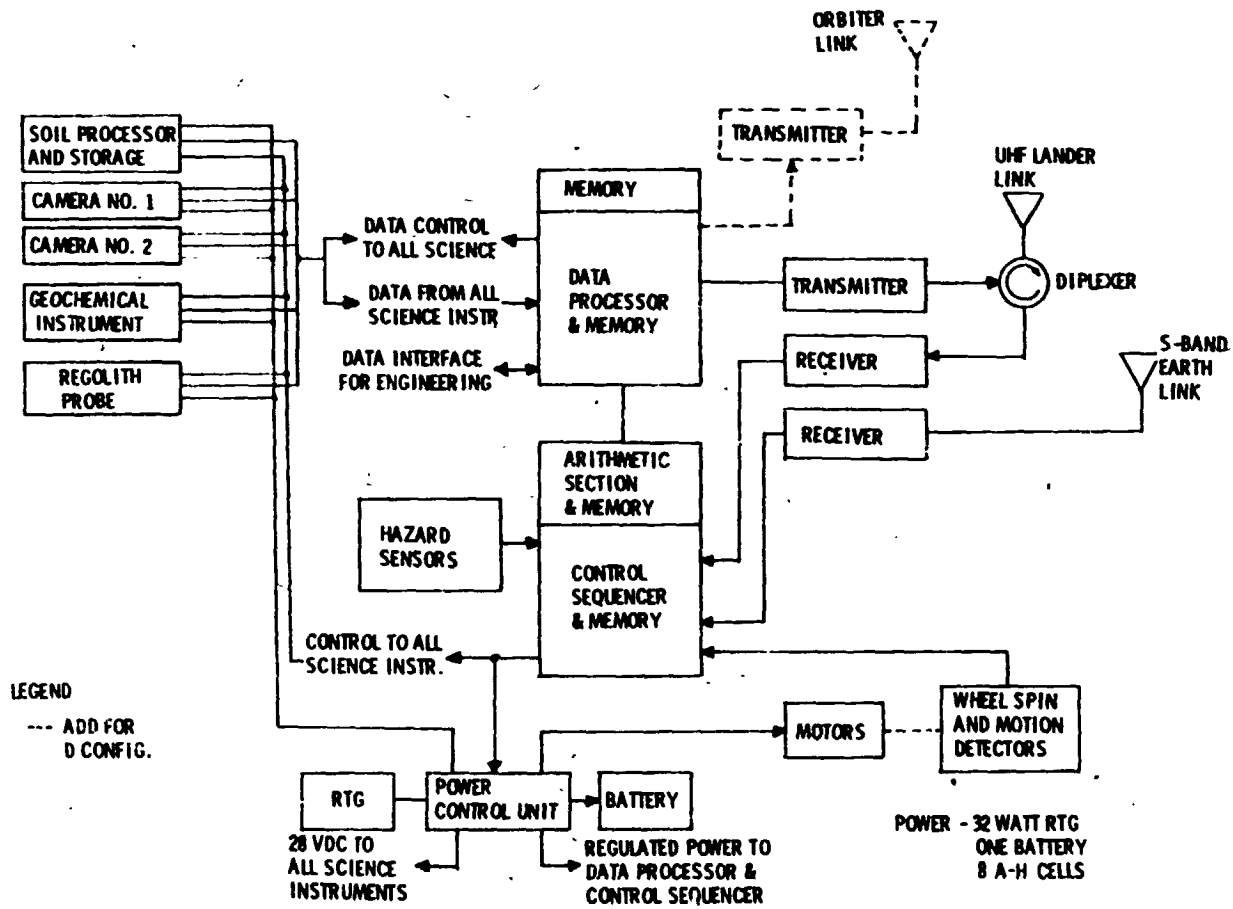 ORBITER
LINK
TRANSMITTER
UHF LANDER
LINK
SOIL PROCESSOR
AND STORAGE
CAMERA NO. 1
CAMERA NO. 2
GEOCHEMICAL
INSTRUMENT
REGOLITH
PROBE
DATA CONTROL
TO ALL SCIENCE
DATA FROM ALL
SCIENCE INSTR
DATA INTERFACE
FOR ENGINEERING
MEMORY
DATA
PROCESSOR
& MEMORY
TRANSMITTER
DIPLEXER
RECEIVER
S-BAND
EARTH
LINK
RECEIVER
ARITHMETIC
SECTION
& MEMORY
HAZARD
SENSORS
CONTROL
SEQUENCER
& MEMORY
CONTROL TO ALL
SCIENCE INSTR.
LEGEND
--- ADD FOR
D CONFIG.
MOTORS
WHEEL SPIN
AND MOTION
DETECTORS
RTG
POWER
CONTROL UNIT
BATTERY
28 VDC TO
ALL SCIENCE
INSTRUMENTS
REGULATED POWER TO
DATA PROCESSOR &
CONTROL SEQUENCER
POWER - 32 WATT RTG
ONE BATTERY
8 A-H CELLS